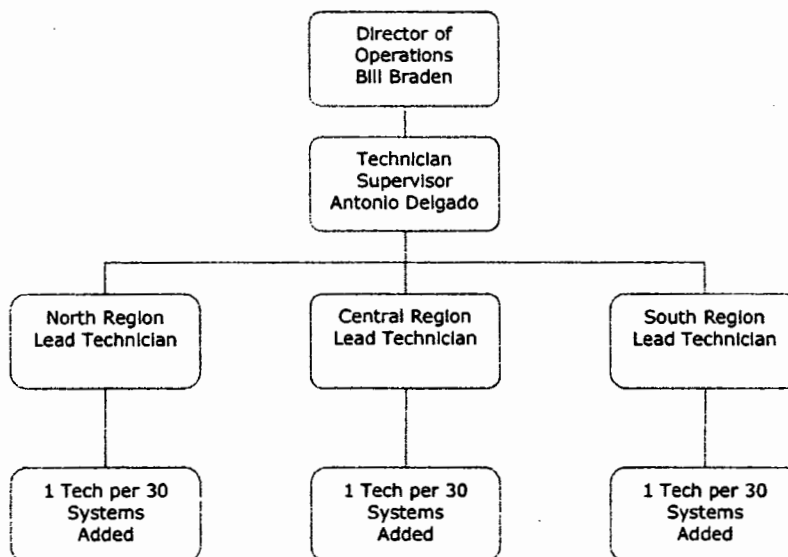 Director of
Operations
Bill Braden
Technician
Supervisor
Antonio Delgado
North Region
Lead Technician
Central Region
Lead Technician
South Region
Lead Technician
1 Tech per 30
Systems
Added
1 Tech per 30
Systems
Added
1 Tech per 30
Systems
Added